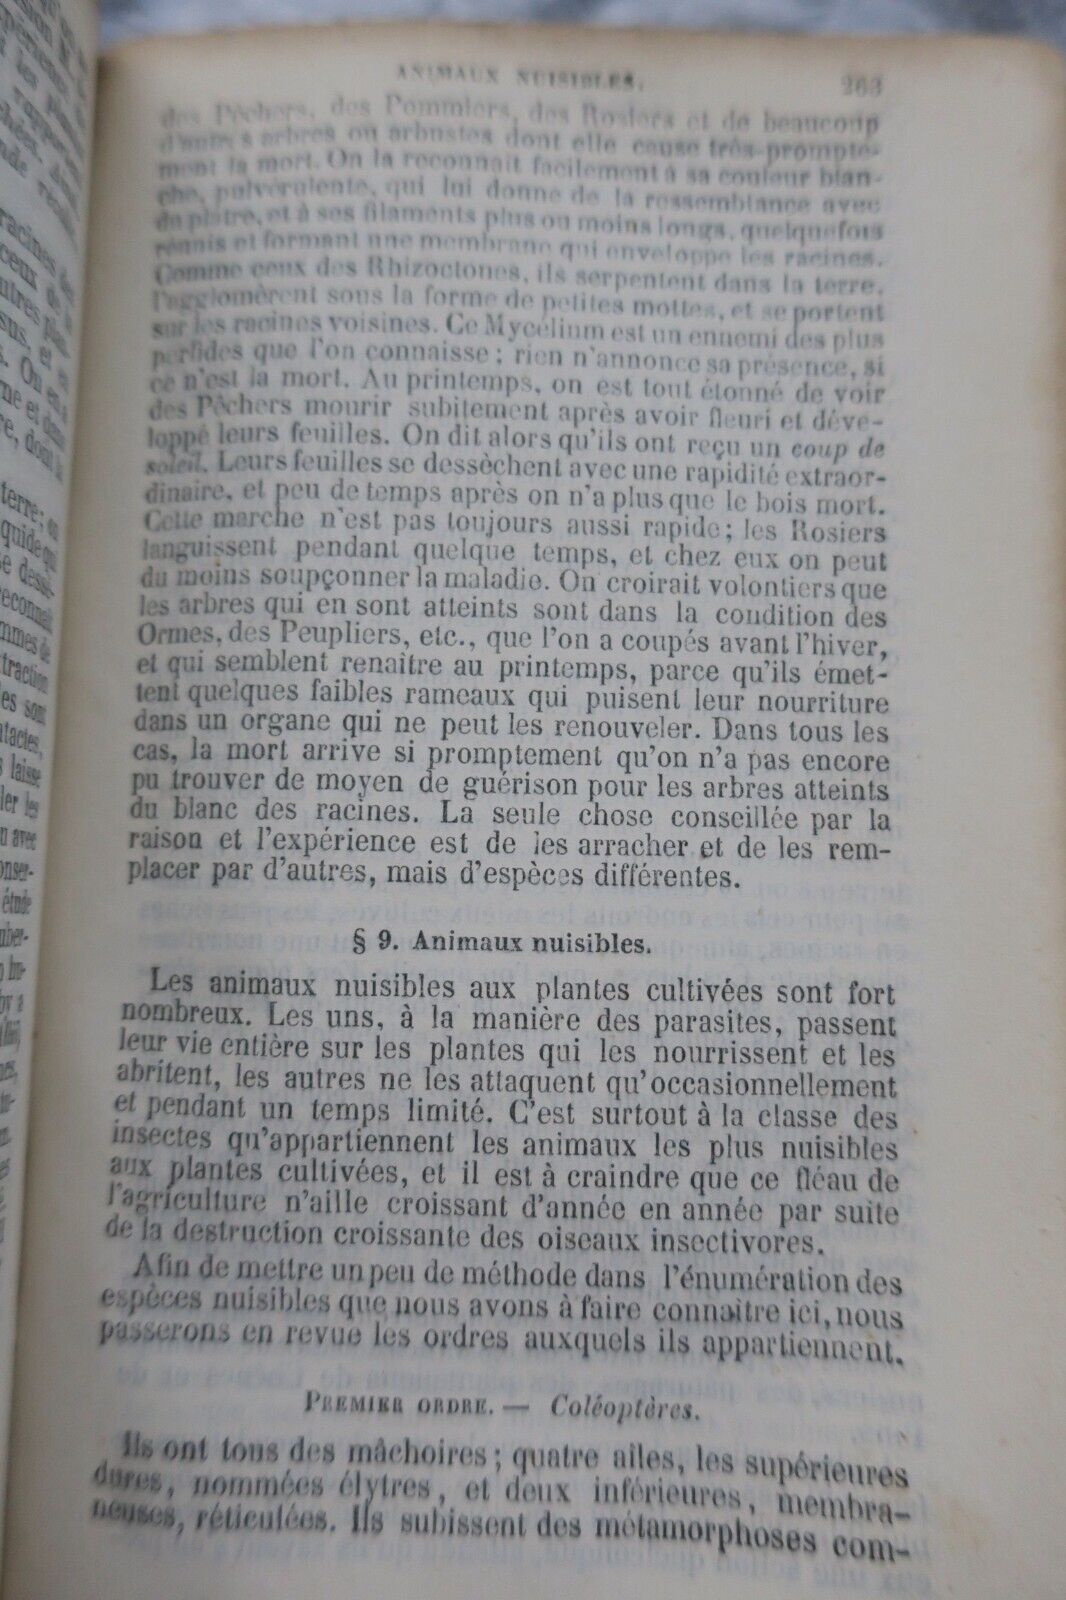 ANIMAUX NUISIBLES. 263
des Pêchers, des Pommiers, des Rosiers et de beaucoup
d'autres arbres ou arbustes dont elle cause très-prompte-
ment la mort. On la reconnaît facilement à sa couleur blan-
che, pulvérulente, qui lui donne de la ressemblance avec
du plâtre, et à ses filaments plus ou moins longs, quelquefois
réunis et formant une membrane qui enveloppe les racines.
Comme ceux des Rhizoctones, ils serpentent dans la terre,
l'agglomèrent sous la forme de petites mottes, et se portent
sur les racines voisines. Ce Mycélium est un ennemi des plus
perfides que l'on connaisse ; rien n'annonce sa présence, si
ce n'est la mort. Au printemps, on est tout étonné de voir
des Pêchers mourir subitement après avoir fleuri et déve-
loppé leurs feuilles. On dit alors qu'ils ont reçu un coup de
soleil. Leurs feuilles se dessèchent avec une rapidité extraor-
dinaire, et peu de temps après on n'a plus que le bois mort.
Cette marche n'est pas toujours aussi rapide ; les Rosiers
languissent pendant quelque temps, et chez eux on peut
du moins soupçonner la maladie. On croirait volontiers que
les arbres qui en sont atteints sont dans la condition des
Ormes, des Peupliers, etc., que l'on a coupés avant l'hiver,
et qui semblent renaître au printemps, parce qu'ils émet-
tent quelques faibles rameaux qui puisent leur nourriture
dans un organe qui ne peut les renouveler. Dans tous les
cas, la mort arrive si promptement qu'on n'a pas encore
pu trouver de moyen de guérison pour les arbres atteints
du blanc des racines. La seule chose conseillée par la
raison et l'expérience est de les arracher et de les rem-
placer par d'autres, mais d'espèces différentes.
§ 9. Animaux nuisibles.
Les animaux nuisibles aux plantes cultivées sont fort
nombreux. Les uns, à la manière des parasites, passent
leur vie entière sur les plantes qui les nourrissent et les
abritent, les autres ne les attaquent qu'occasionnellement
et pendant un temps limité. C'est surtout à la classe des
insectes qu'appartiennent les animaux les plus nuisibles
aux plantes cultivées, et il est à craindre que ce fléau de
l'agriculture n'aille croissant d'année en année par suite
de la destruction croissante des oiseaux insectivores.
Afin de mettre un peu de méthode dans l'énumération des
espèces nuisibles que nous avons à faire connaître ici, nous
passerons en revue les ordres auxquels ils appartiennent.
PREMIER ORDRE. — Coléoptères.
Ils ont tous des mâchoires ; quatre ailes, les supérieures
dures, nommées élytres, et deux inférieures, membra-
neuses, réticulées. Ils subissent des métamorphoses com-